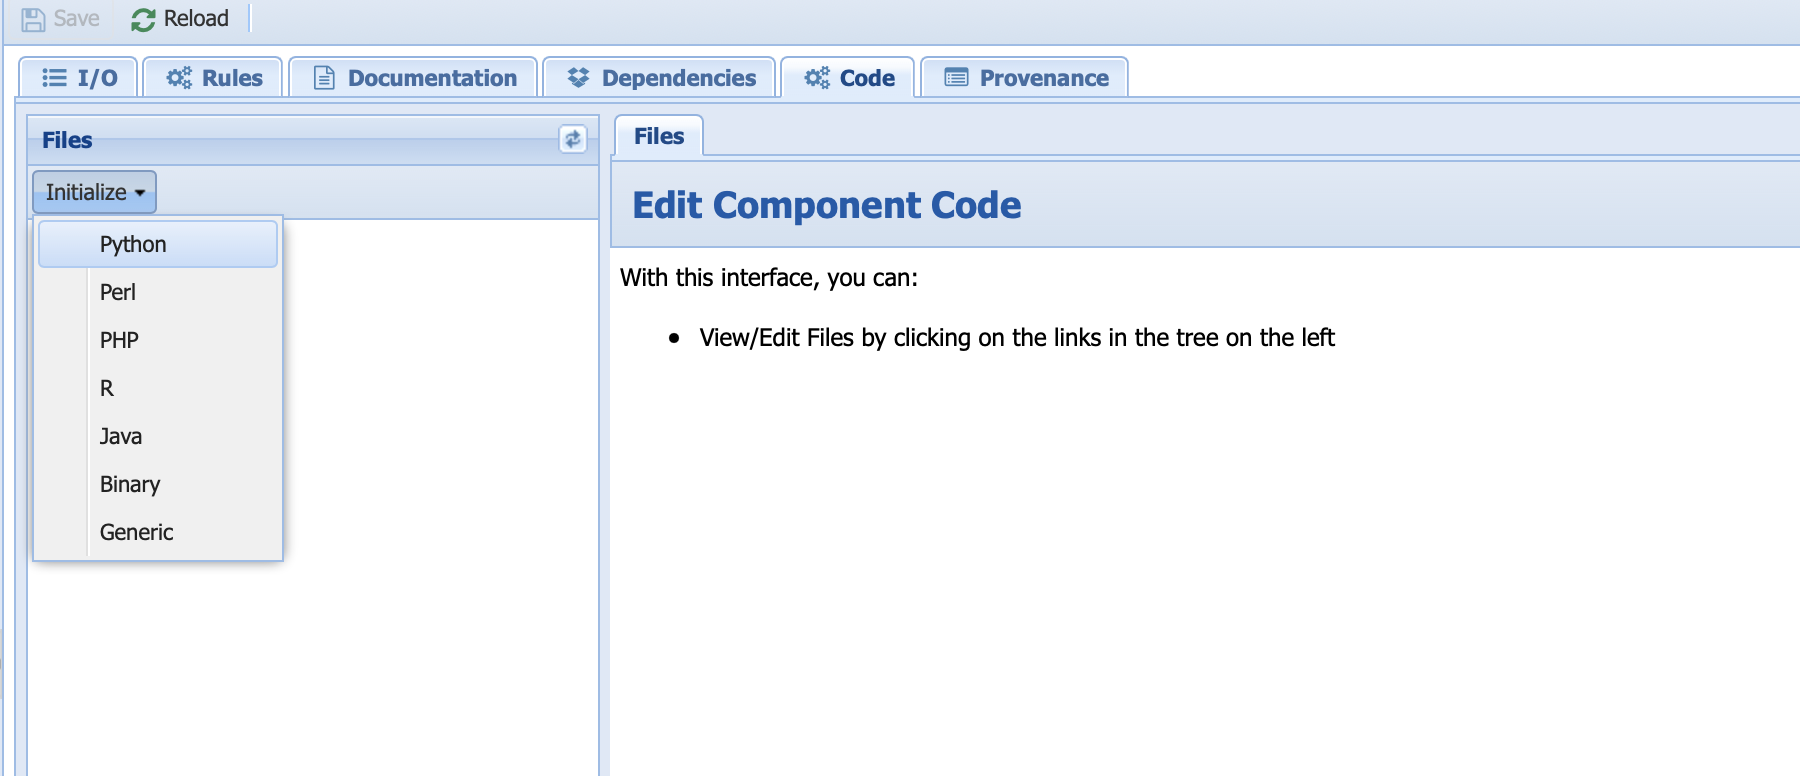 Save Reload
I/O Rules Documentation Dependencies Code Provenance
Files
Initialize
Python
Perl
PHP
R
Java
Binary
Generic
Files
Edit Component Code
With this interface, you can:
• View/Edit Files by clicking on the links in the tree on the left